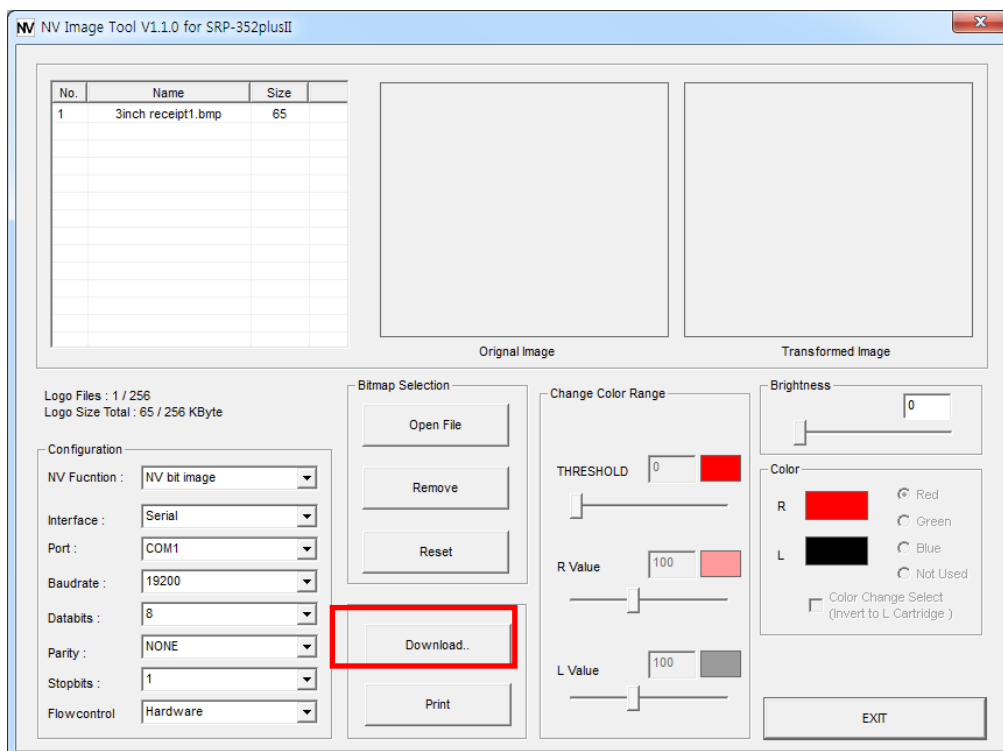 NV NV Image Tool V1.1.0 for SRP-352plusII
No. Name Size
1 3inch receipt1.bmp 65
Orignal Image
Transformed Image
Logo Files : 1 / 256
Logo Size Total : 65 / 256 KByte
Configuration
NV Fucntion : NV bit image
Interface : Serial
Port : COM1
Baudrate : 19200
Databits : 8
Parity : NONE
Stopbits : 1
Flowcontrol Hardware
Bitmap Selection
Open File
Remove
Reset
Download..
Print
Change Color Range
THRESHOLD 0
R Value 100
L Value 100
Brightness
0
Color
R
L
Red
Green
Blue
Not Used
Color Change Select
(Invert to L Cartridge )
EXIT